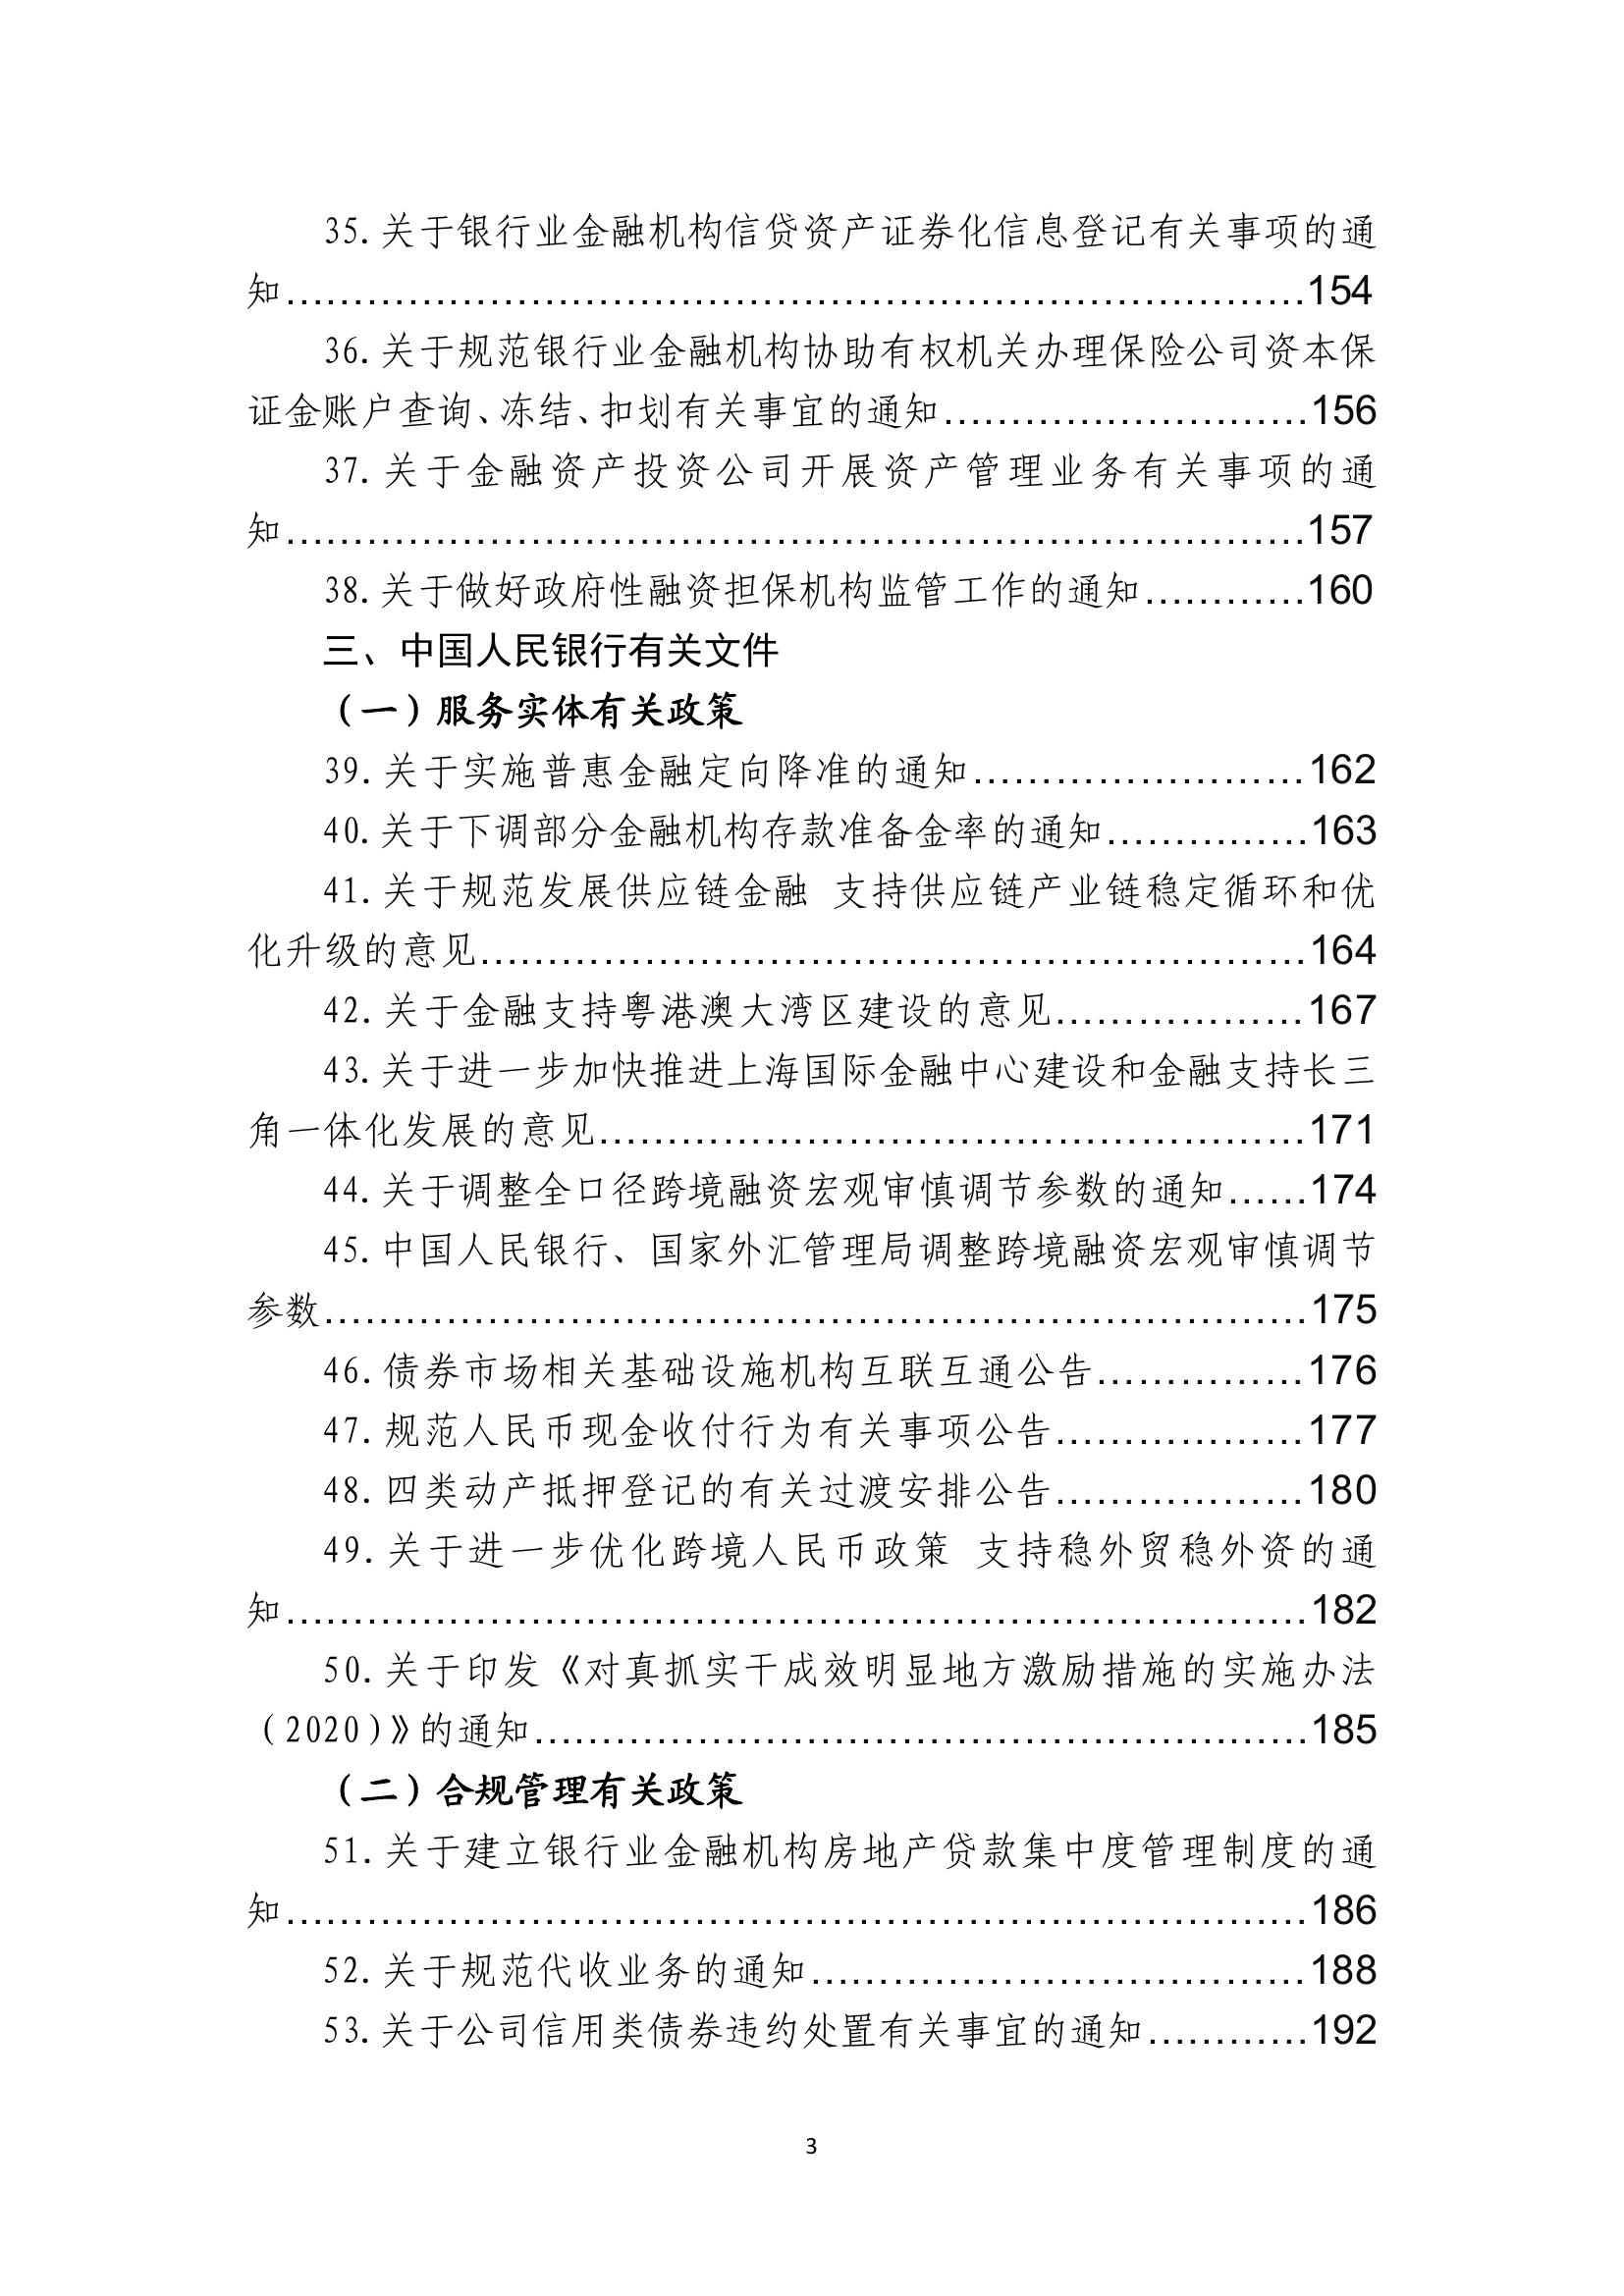 35.关于银行业金融机构信贷资产证券化信息登记有关事项的通
知…………………………………………………………………154
36.关于规范银行业金融机构协助有权机关办理保险公司资本保
证金账户查询、冻结、扣划有关事宜的通知………………………156
37.关于金融资产投资公司开展资产管理业务有关事项的通
知…………………………………………………………………157
38.关于做好政府性融资担保机构监管工作的通知…………160
三、中国人民银行有关文件
（一）服务实体有关政策
39.关于实施普惠金融定向降准的通知……………………162
40.关于下调部分金融机构存款准备金率的通知……………163
41.关于规范发展供应链金融 支持供应链产业链稳定循环和优
化升级的意见……………………………………………………164
42.关于金融支持粤港澳大湾区建设的意见………………167
43.关于进一步加快推进上海国际金融中心建设和金融支持长三
角一体化发展的意见……………………………………………171
44.关于调整全口径跨境融资宏观审慎调节参数的通知……174
45.中国人民银行、国家外汇管理局调整跨境融资宏观审慎调节
参数………………………………………………………………175
46.债券市场相关基础设施机构互联互通公告……………176
47.规范人民币现金收付行为有关事项公告………………177
48.四类动产抵押登记的有关过渡安排公告………………180
49.关于进一步优化跨境人民币政策 支持稳外贸稳外资的通
知…………………………………………………………………182
50.关于印发《对真抓实干成效明显地方激励措施的实施办法
（2020）》的通知…………………………………………………185
（二）合规管理有关政策
51.关于建立银行业金融机构房地产贷款集中度管理制度的通
知…………………………………………………………………186
52.关于规范代收业务的通知………………………………188
53.关于公司信用类债券违约处置有关事宜的通知…………192
3